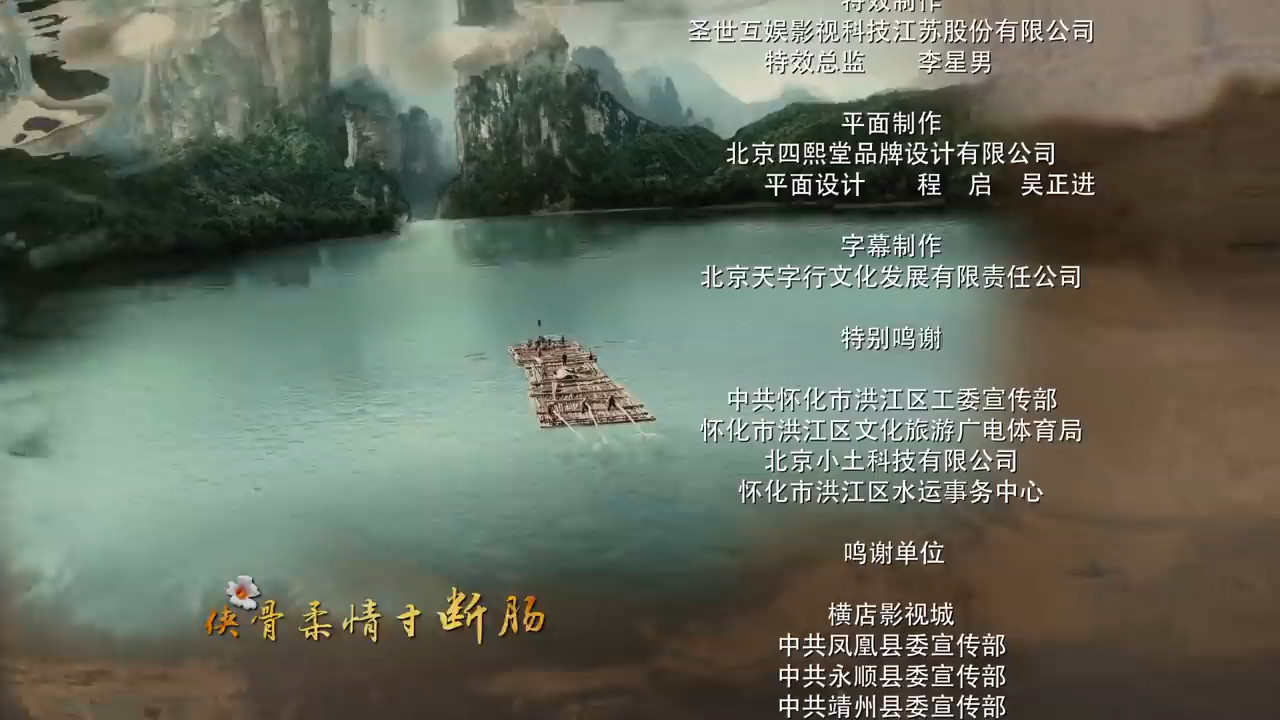 特效制作
圣世互娱影视科技江苏股份有限公司
特效总监 李星男
平面制作
北京四熙堂品牌设计有限公司
平面设计 程 启 吴正进
字幕制作
北京天字行文化发展有限责任公司
特别鸣谢
中共怀化市洪江区工委宣传部
怀化市洪江区文化旅游广电体育局
北京小土科技有限公司
怀化市洪江区水运事务中心
鸣谢单位
横店影视城
中共凤凰县委宣传部
中共永顺县委宣传部
中共靖州县委宣传部
侠骨柔情寸断肠